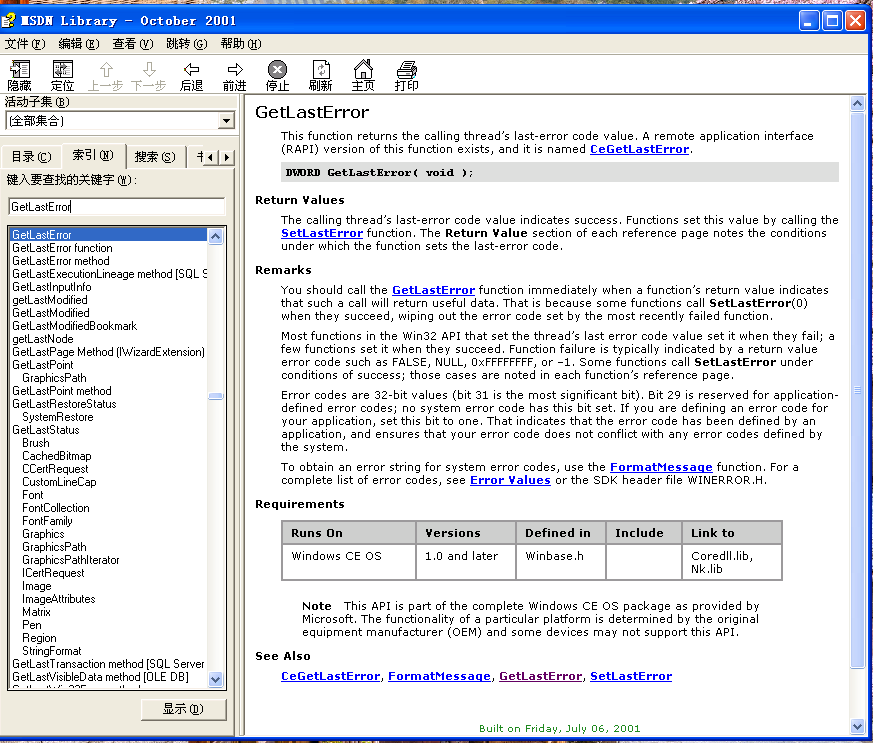 MSDN Library - October 2001
文件(F) 编辑(E) 查看(V) 跳转(G) 帮助(H)
隐藏 定位 上一步 下一步 后退 前进 停止 刷新 主页 打印
活动子集(B)
(全部集合)
目录(C) 索引(N) 搜索(S)
键入要查找的关键字(W):
GetLastError
GetLastError
GetLastError function
GetLastError method
GetLastExecutionLineage method [SQL S
GetLastInputInfo
getLastModified
GetLastModified
GetLastModifiedBookmark
getLastNode
GetLastPage Method (IWizardExtension)
GetLastPoint
GraphicsPath
GetLastPoint method
GetLastRestoreStatus
SystemRestore
GetLastStatus
Brush
CachedBitmap
CCertRequest
CustomLineCap
Font
FontCollection
FontFamily
Graphics
GraphicsPath
GraphicsPathIterator
ICertRequest
Image
ImageAttributes
Matrix
Pen
Region
StringFormat
GetLastTransaction method [SQL Server
GetLastVisibleData method [OLE DB]
显示(D)
GetLastError
This function returns the calling thread's last-error code value. A remote application interface
(RAPI) version of this function exists, and it is named CeGetLastError.
DWORD GetLastError( void );
Return Values
The calling thread's last-error code value indicates success. Functions set this value by calling the
SetLastError function. The Return Value section of each reference page notes the conditions
under which the function sets the last-error code.
Remarks
You should call the GetLastError function immediately when a function's return value indicates
that such a call will return useful data. That is because some functions call SetLastError(0)
when they succeed, wiping out the error code set by the most recently failed function.
Most functions in the Win32 API that set the thread's last error code value set it when they fail; a
few functions set it when they succeed. Function failure is typically indicated by a return value
error code such as FALSE, NULL, 0xFFFFFFFF, or –1. Some functions call SetLastError under
conditions of success; those cases are noted in each function's reference page.
Error codes are 32-bit values (bit 31 is the most significant bit). Bit 29 is reserved for application-
defined error codes; no system error code has this bit set. If you are defining an error code for
your application, set this bit to one. That indicates that the error code has been defined by an
application, and ensures that your error code does not conflict with any error codes defined by
the system.
To obtain an error string for system error codes, use the FormatMessage function. For a
complete list of error codes, see Error Values or the SDK header file WINERROR.H.
Requirements
Runs On Versions Defined in Include Link to
Windows CE OS 1.0 and later Winbase.h Coredll.lib,
Nk.lib
Note This API is part of the complete Windows CE OS package as provided by
Microsoft. The functionality of a particular platform is determined by the original
equipment manufacturer (OEM) and some devices may not support this API.
See Also
CeGetLastError, FormatMessage, GetLastError, SetLastError
Built on Friday, July 06, 2001